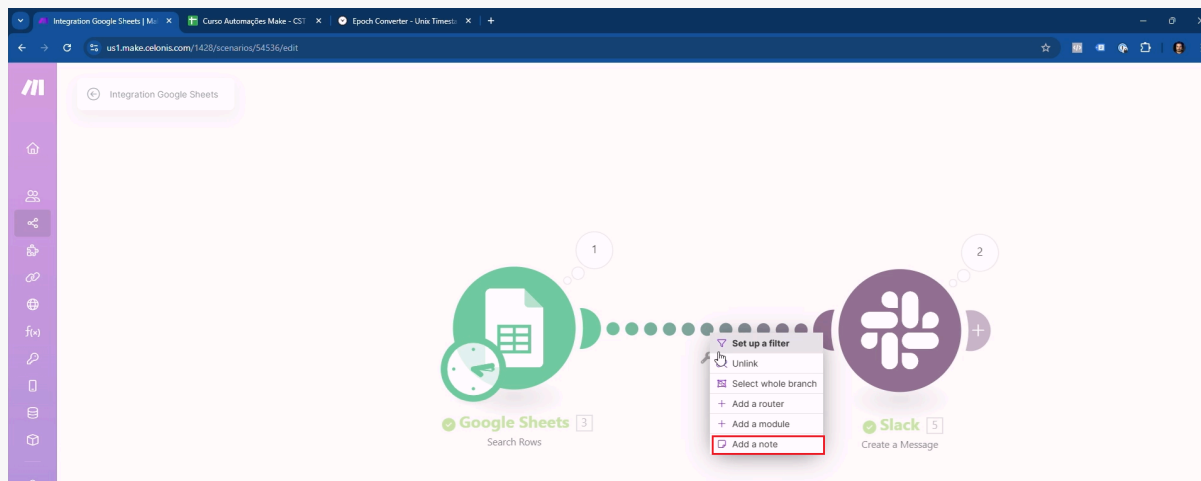 Integration Google Sheets | Mak
Curso Automações Make - CST
Epoch Converter - Unix Timesta
us1.make.celonis.com/1428/scenarios/54536/edit
Integration Google Sheets
1
2
Set up a filter
Unlink
Select whole branch
Add a router
Add a module
Add a note
Google Sheets 3
Search Rows
Slack 5
Create a Message
f(x)